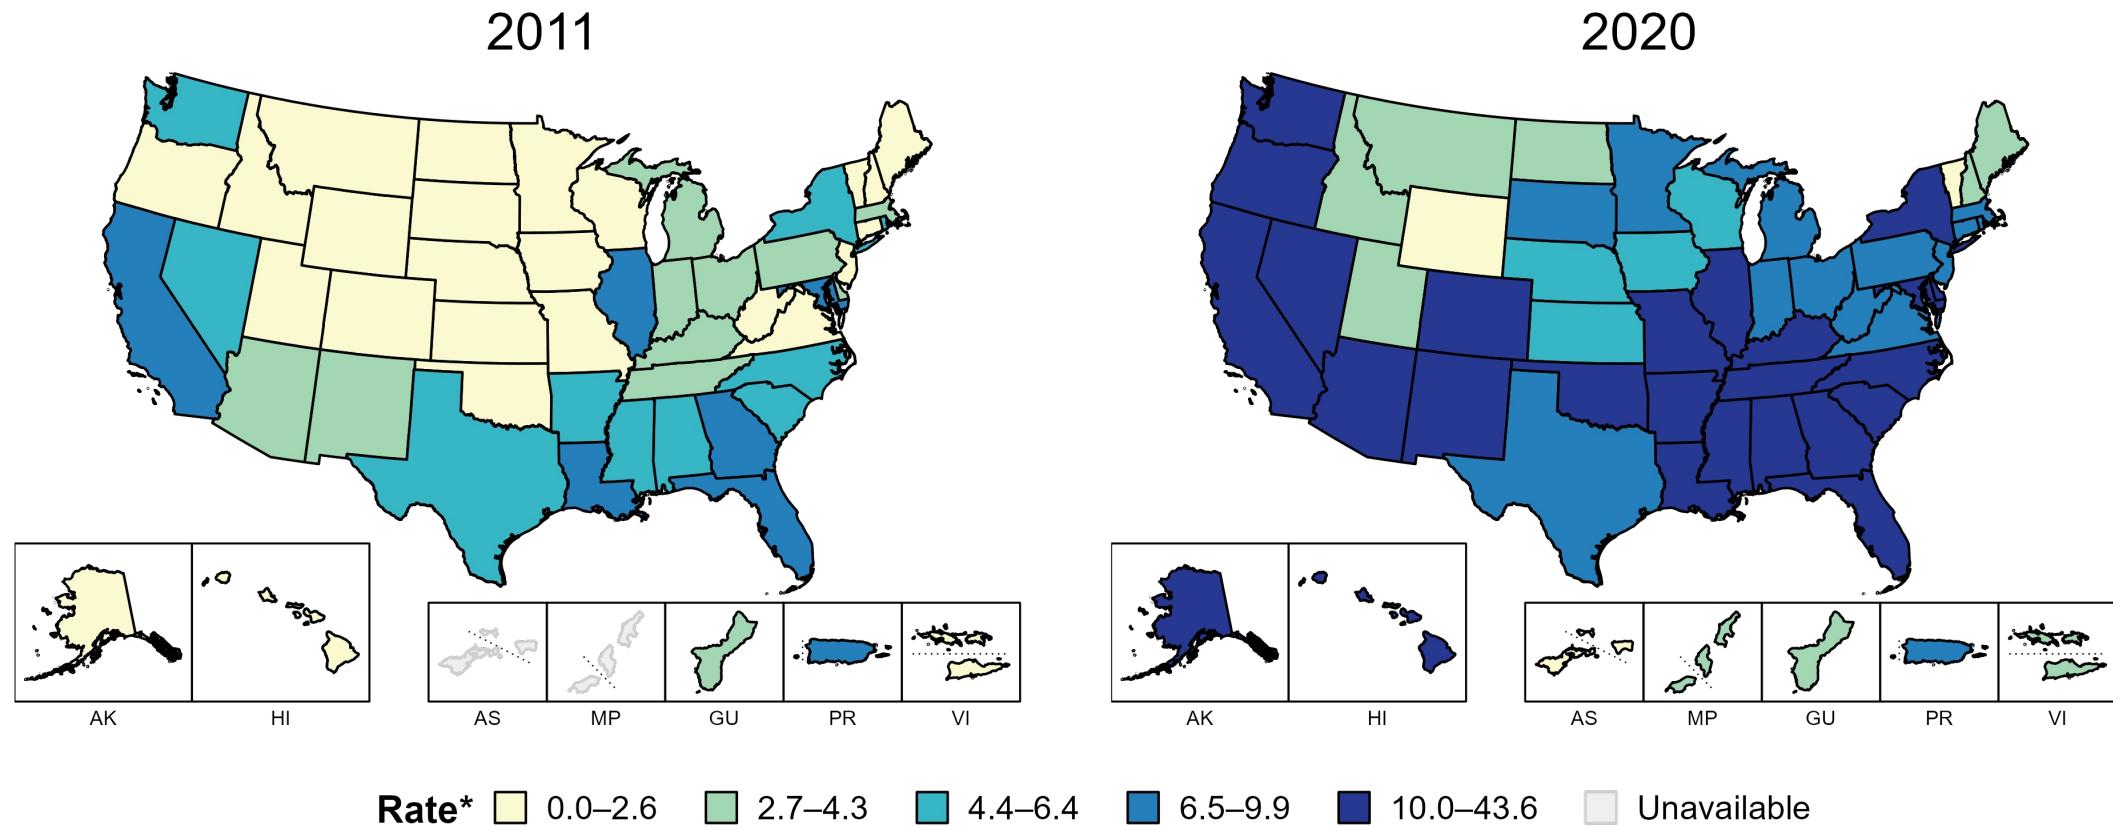 2011 2020
AK HI AS MP GU PR VI AK HI AS MP GU PR VI
Rate* 0.0–2.6 2.7–4.3 4.4–6.4 6.5–9.9 10.0–43.6 Unavailable